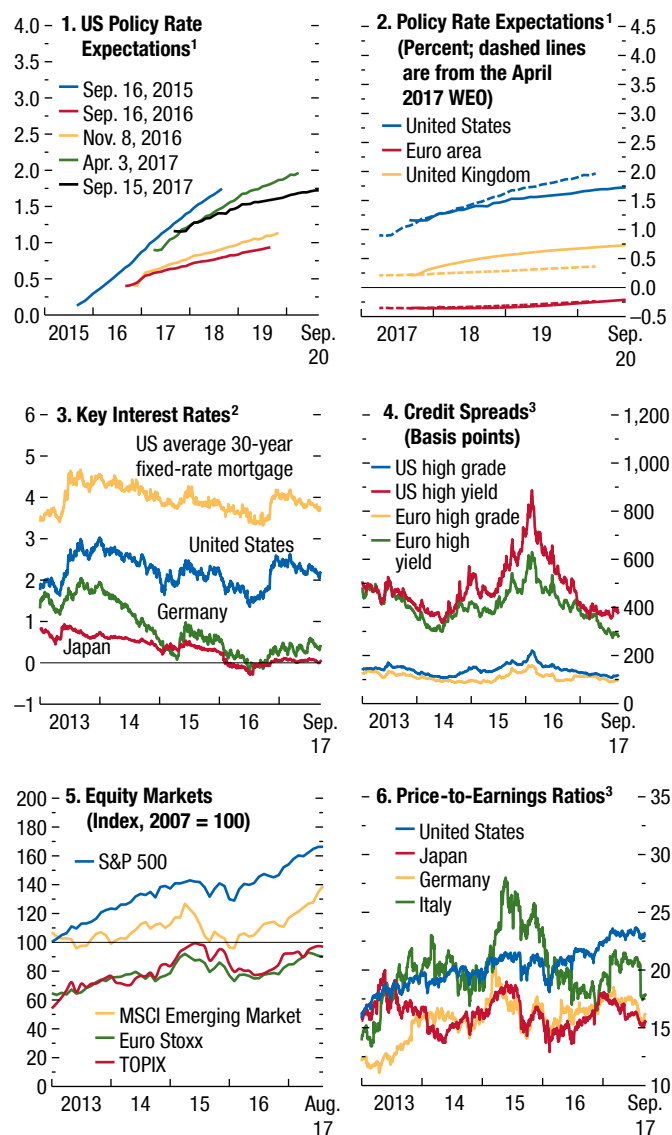 1. US Policy Rate
Expectations¹
Sep. 16, 2015
Sep. 16, 2016
Nov. 8, 2016
Apr. 3, 2017
Sep. 15, 2017
4.0
3.5
3.0
2.5
2.0
1.5
1.0
0.5
0.0
2015 16 17 18 19 Sep.
20
2. Policy Rate Expectations¹
(Percent; dashed lines
are from the April
2017 WEO)
United States
Euro area
United Kingdom
4.5
4.0
3.5
3.0
2.5
2.0
1.5
1.0
0.5
0.0
–0.5
2017 18 19 Sep.
20
3. Key Interest Rates²
US average 30-year
fixed-rate mortgage
United States
Germany
Japan
6
5
4
3
2
1
0
–1
2013 14 15 16 Sep.
17
4. Credit Spreads³
(Basis points)
US high grade
US high yield
Euro high grade
Euro high
yield
1,200
1,000
800
600
400
200
0
2013 14 15 16 Sep.
17
5. Equity Markets
(Index, 2007 = 100)
S&P 500
MSCI Emerging Market
Euro Stoxx
TOPIX
200
180
160
140
120
100
80
60
40
20
0
2013 14 15 16 Aug.
17
6. Price-to-Earnings Ratios³
United States
Japan
Germany
Italy
35
30
25
20
15
10
2013 14 15 16 Sep.
17